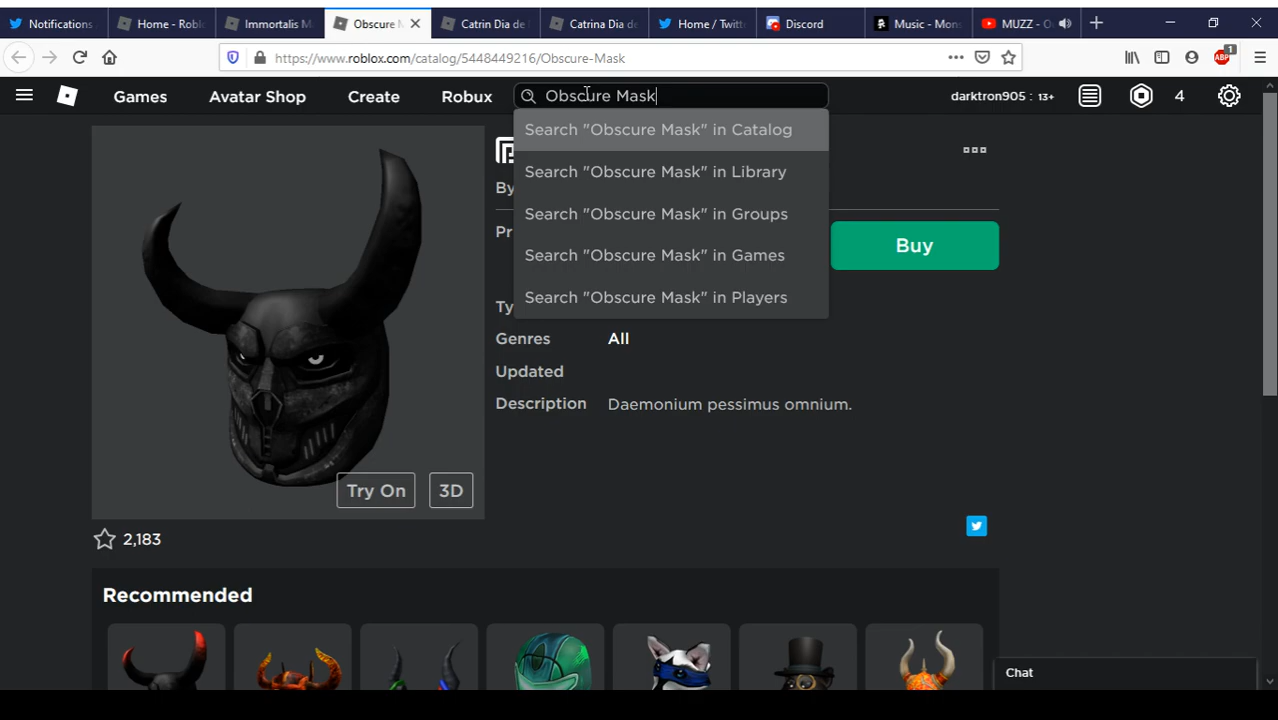 Notifications
Home - Robl
Immortalis M
Obscure M
Catrin Dia de
Catrina Dia de
Home / Twitt
Discord
Music - Mons
MUZZ - O
https://www.roblox.com/catalog/5448449216/Obscure-Mask
ABP 1
Games Avatar Shop Create Robux Obscure Mask darktron905 : 13+ 4
Search "Obscure Mask" in Catalog
Search "Obscure Mask" in Library
Search "Obscure Mask" in Groups
Search "Obscure Mask" in Games
Search "Obscure Mask" in Players
By
Pr
Buy
Ty
Genres All
Updated
Description Daemonium pessimus omnium.
Try On 3D
2,183
Recommended
Chat